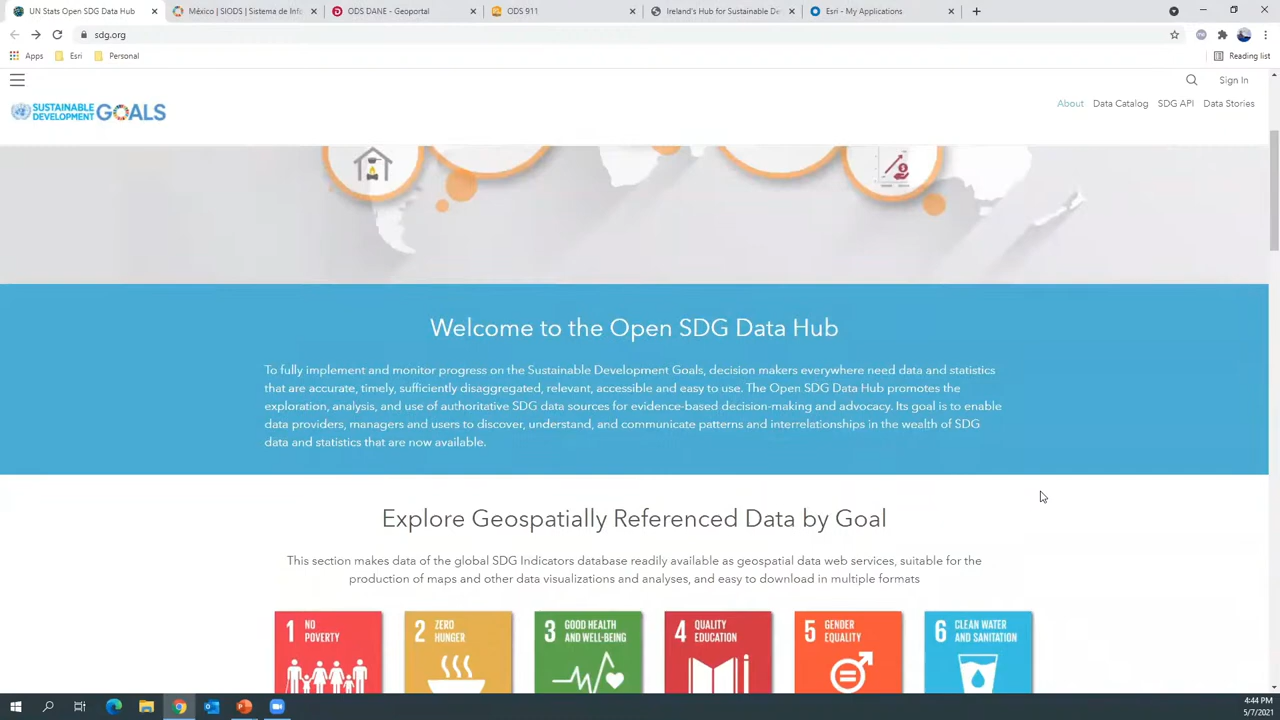 UN Stats Open SDG Data Hub
México | SIODS | Sistema de Info
ODS DANE - Geoportal
ODS 911
Ireland's Hub for Sustainable De
Esri - My Applications
sdg.org
Apps
Esri
Personal
Reading list
Sign In
SUSTAINABLE
DEVELOPMENT
GOALS
About
Data Catalog
SDG API
Data Stories
Welcome to the Open SDG Data Hub
To fully implement and monitor progress on the Sustainable Development Goals, decision makers everywhere need data and statistics
that are accurate, timely, sufficiently disaggregated, relevant, accessible and easy to use. The Open SDG Data Hub promotes the
exploration, analysis, and use of authoritative SDG data sources for evidence-based decision-making and advocacy. Its goal is to enable
data providers, managers and users to discover, understand, and communicate patterns and interrelationships in the wealth of SDG
data and statistics that are now available.
Explore Geospatially Referenced Data by Goal
This section makes data of the global SDG Indicators database readily available as geospatial data web services, suitable for the
production of maps and other data visualizations and analyses, and easy to download in multiple formats
1 NO
POVERTY
2 ZERO
HUNGER
3 GOOD HEALTH
AND WELL-BEING
4 QUALITY
EDUCATION
5 GENDER
EQUALITY
6 CLEAN WATER
AND SANITATION
4:44 PM
5/7/2021